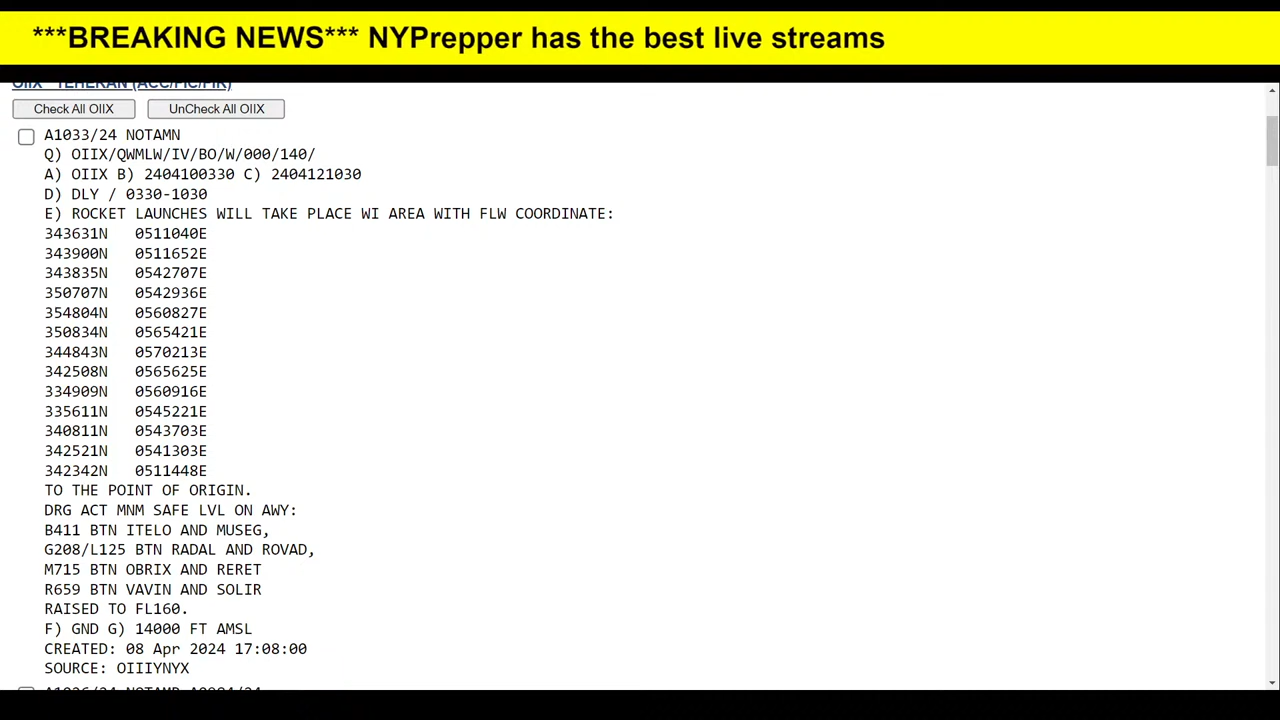 ***BREAKING NEWS*** NYPrepper has the best live streams
OIIX TEHERAN (ACC/FIC/FIR)
Check All OIIX UnCheck All OIIX
A1033/24 NOTAMN
Q) OIIX/QWMLW/IV/BO/W/000/140/
A) OIIX B) 2404100330 C) 2404121030
D) DLY / 0330-1030
E) ROCKET LAUNCHES WILL TAKE PLACE WI AREA WITH FLW COORDINATE:
343631N 0511040E
343900N 0511652E
343835N 0542707E
350707N 0542936E
354804N 0560827E
350834N 0565421E
344843N 0570213E
342508N 0565625E
334909N 0560916E
335611N 0545221E
340811N 0543703E
342521N 0541303E
342342N 0511448E
TO THE POINT OF ORIGIN.
DRG ACT MNM SAFE LVL ON AWY:
B411 BTN ITELO AND MUSEG,
G208/L125 BTN RADAL AND ROVAD,
M715 BTN OBRIX AND RERET
R659 BTN VAVIN AND SOLIR
RAISED TO FL160.
F) GND G) 14000 FT AMSL
CREATED: 08 Apr 2024 17:08:00
SOURCE: OIIIYNYX